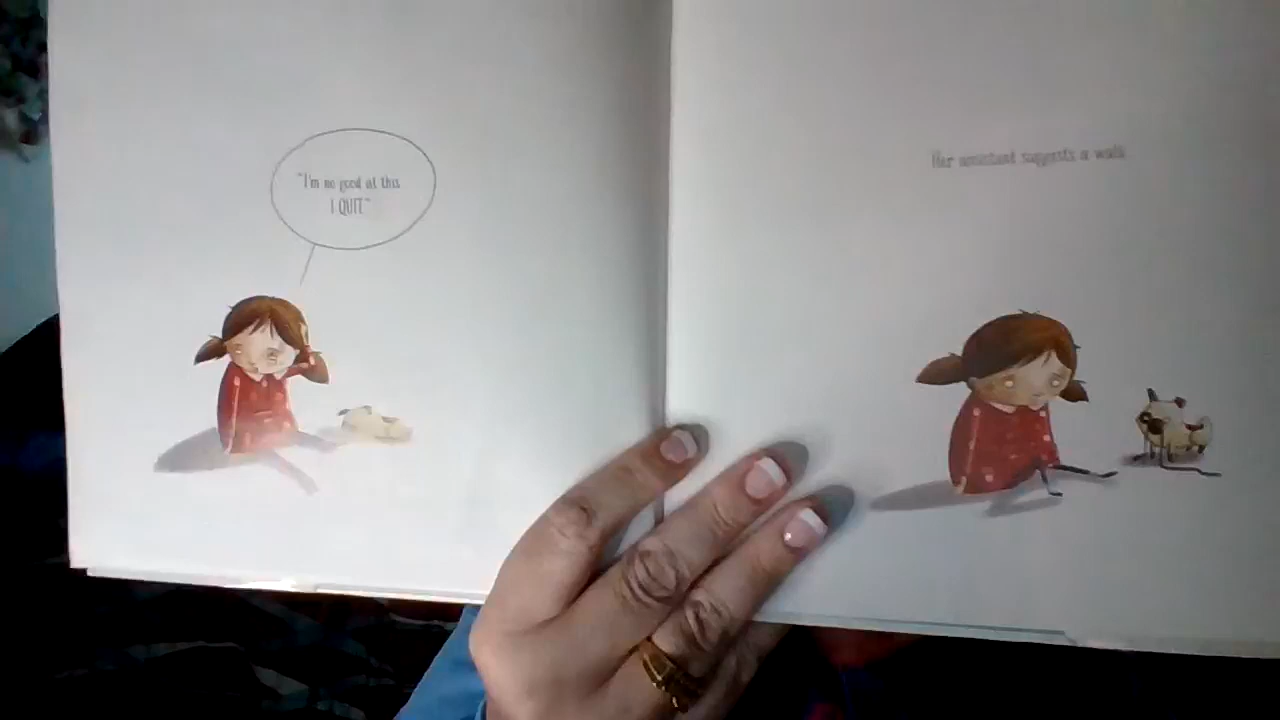 "I'm no good at this.
I QUIT."
Her assistant suggests a walk.